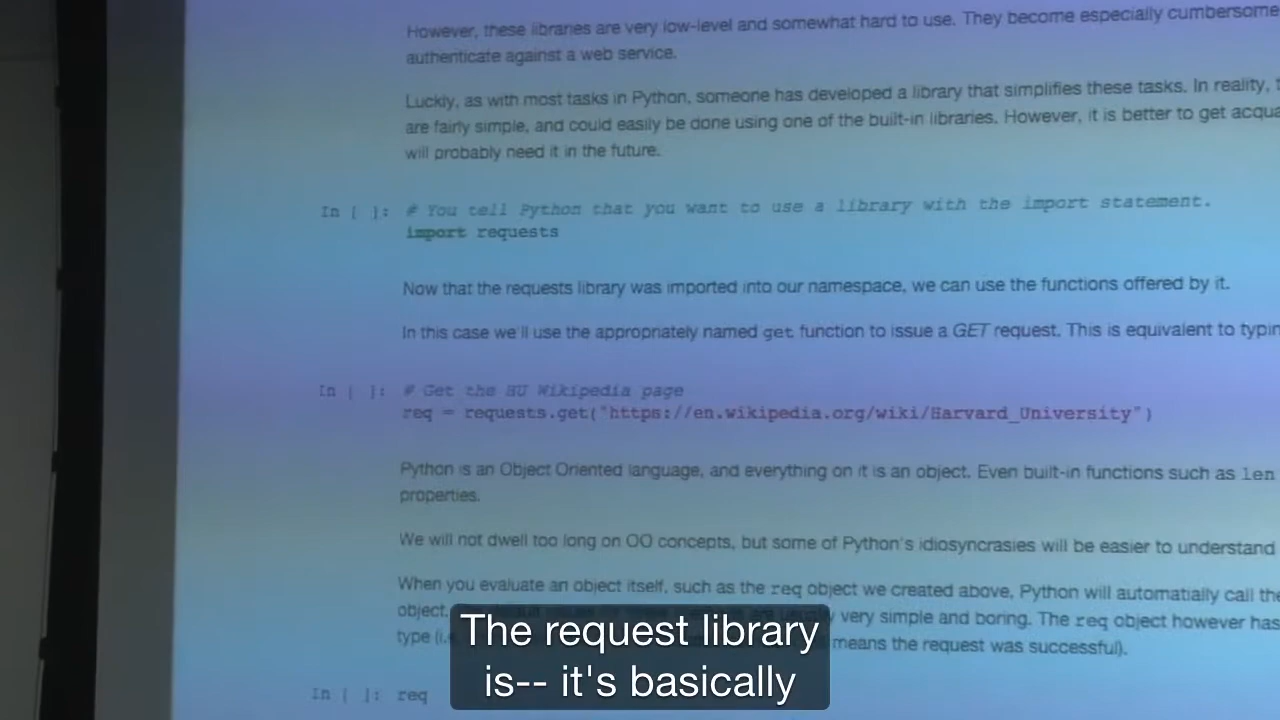 However, these libraries are very low-level and somewhat hard to use. They become especially cumbersome
authenticate against a web service.
Luckly, as with most tasks in Python, someone has developed a library that simplifies these tasks. In reality,
are fairly simple, and could easily be done using one of the built-in libraries. However, it is better to get acqua
will probably need it in the future.
In [ ]: # You tell Python that you want to use a library with the import statement.
import requests
Now that the requests library was imported into our namespace, we can use the functions offered by it.
In this case we'll use the appropriately named get function to issue a GET request. This is equivalent to typin
In [ ]: # Get the HU Wikipedia page
req = requests.get("https://en.wikipedia.org/wiki/Harvard_University")
Python is an Object Oriented language, and everything on it is an object. Even built-in functions such as len
properties.
We will not dwell too long on OO concepts, but some of Python's idiosyncrasies will be easier to understand
When you evaluate an object itself, such as the req object we created above, Python will automatially call the
object. very simple and boring. The req object however has
type (i. means the request was successful).
The request library
is-- it's basically
In [ ]: req